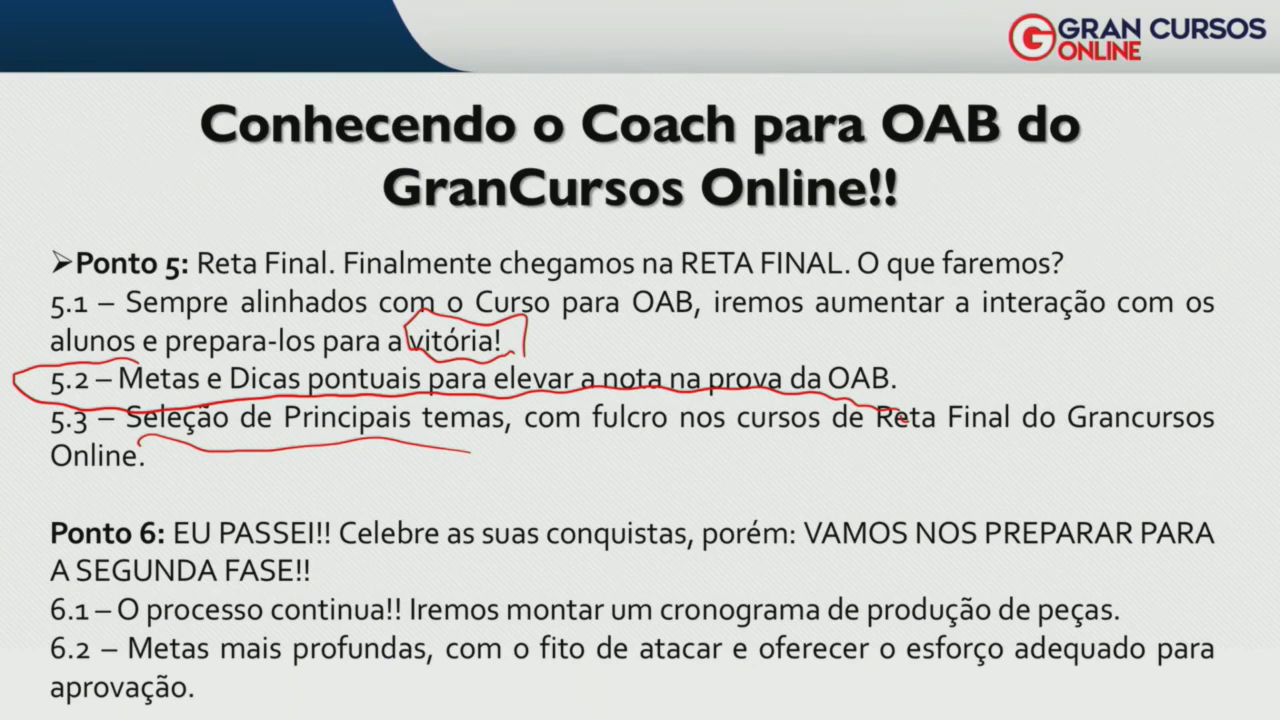 GRAN CURSOS
ONLINE
Conhecendo o Coach para OAB do
GranCursos Online!!
➢Ponto 5: Reta Final. Finalmente chegamos na RETA FINAL. O que faremos?
5.1 – Sempre alinhados com o Curso para OAB, iremos aumentar a interação com os
alunos e prepara-los para a vitória!
5.2 – Metas e Dicas pontuais para elevar a nota na prova da OAB.
5.3 – Seleção de Principais temas, com fulcro nos cursos de Reta Final do Grancursos
Online.
Ponto 6: EU PASSEI!! Celebre as suas conquistas, porém: VAMOS NOS PREPARAR PARA
A SEGUNDA FASE!!
6.1 – O processo continua!! Iremos montar um cronograma de produção de peças.
6.2 – Metas mais profundas, com o fito de atacar e oferecer o esforço adequado para
aprovação.